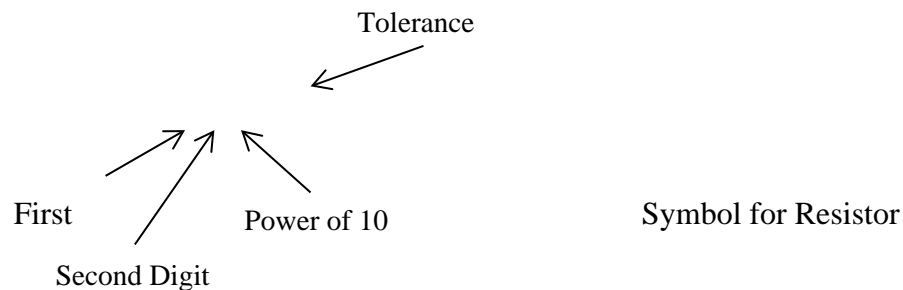 Tolerance
First
Power of 10
Symbol for Resistor
Second Digit